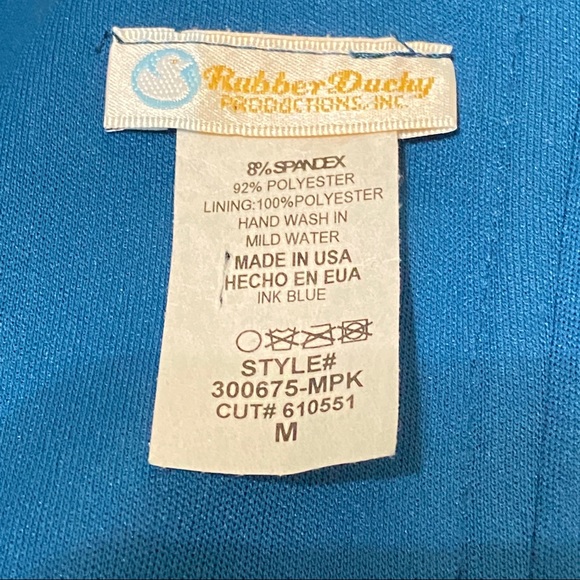 Rubber Ducky
PRODUCTIONS, INC.
8% SPANDEX
92% POLYESTER
LINING:100%POLYESTER
HAND WASH IN
MILD WATER
MADE IN USA
HECHO EN EUA
INK BLUE
STYLE#
300675-MPK
CUT# 610551
M